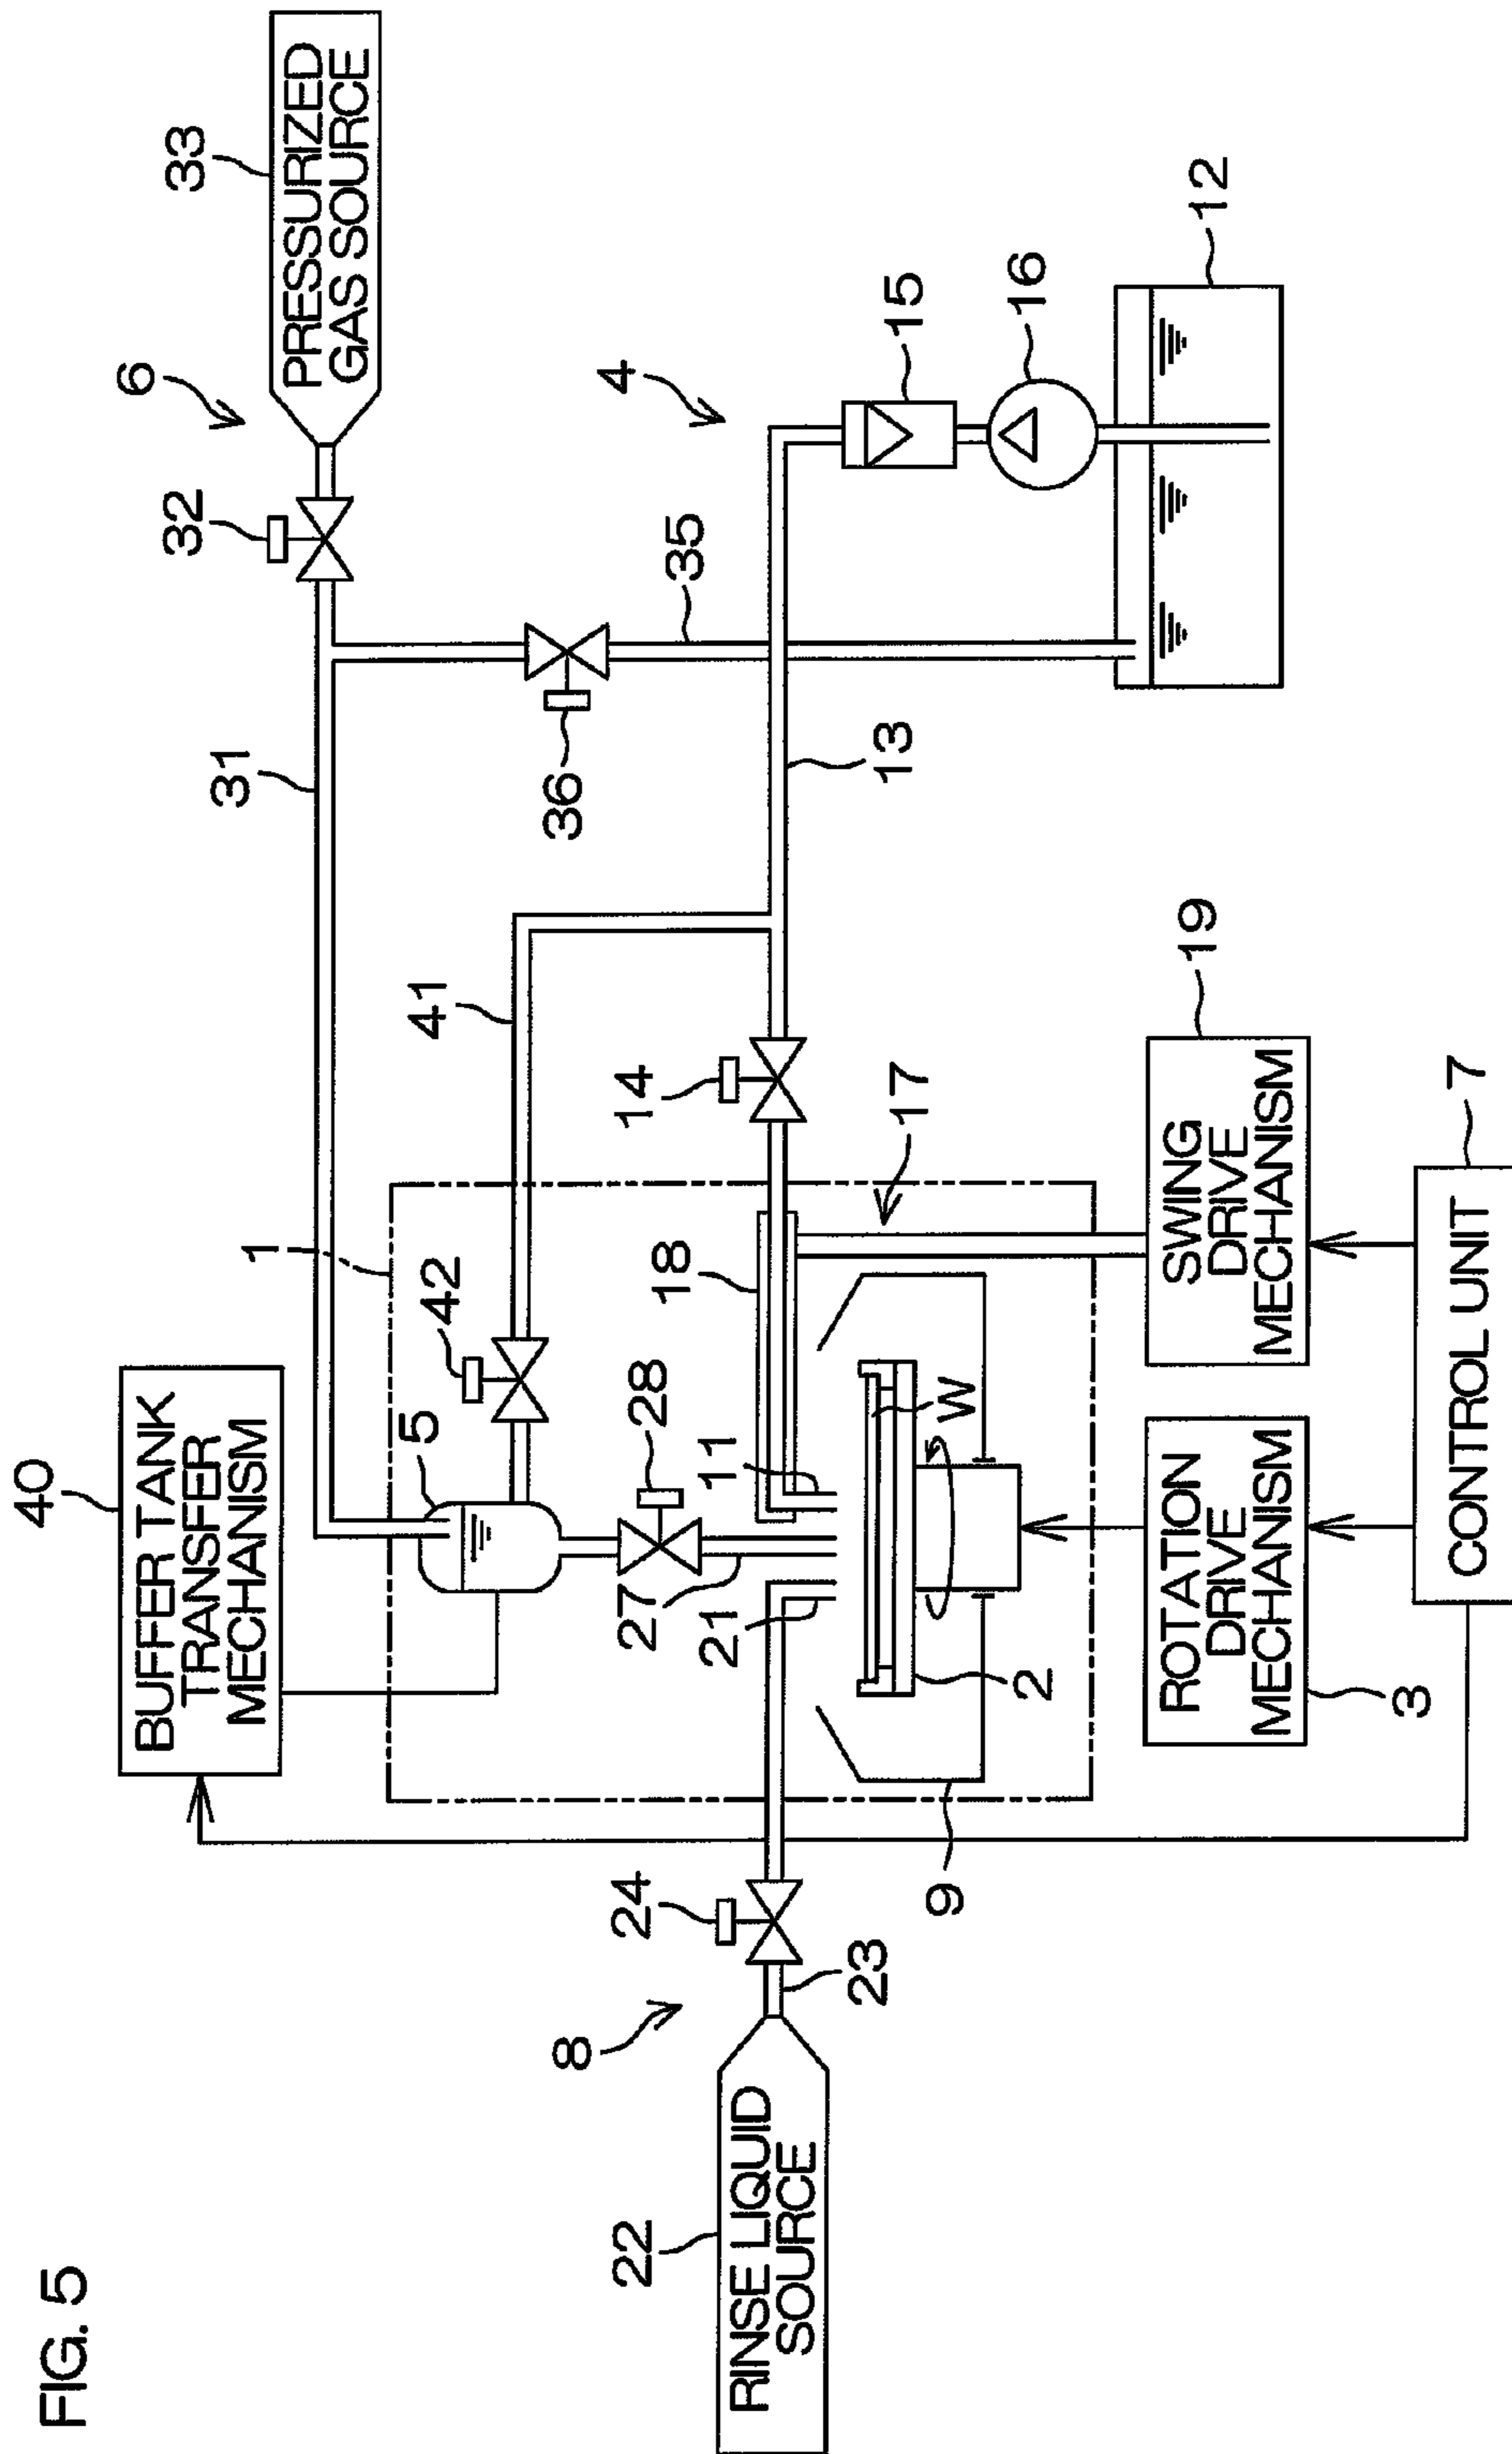 FIG. 5
40
BUFFER TANK
TRANSFER
MECHANISM
33
PRESSURIZED
GAS SOURCE
6
32
31
35
36
41
1
42
5
28
27
4
15
16
12
13
14
18
17
11
21
W
2
9
24
23
8
22
RINSE LIQUID
SOURCE
19
SWING
DRIVE
MECHANISM
ROTATION
DRIVE
MECHANISM
3
7
CONTROL UNIT